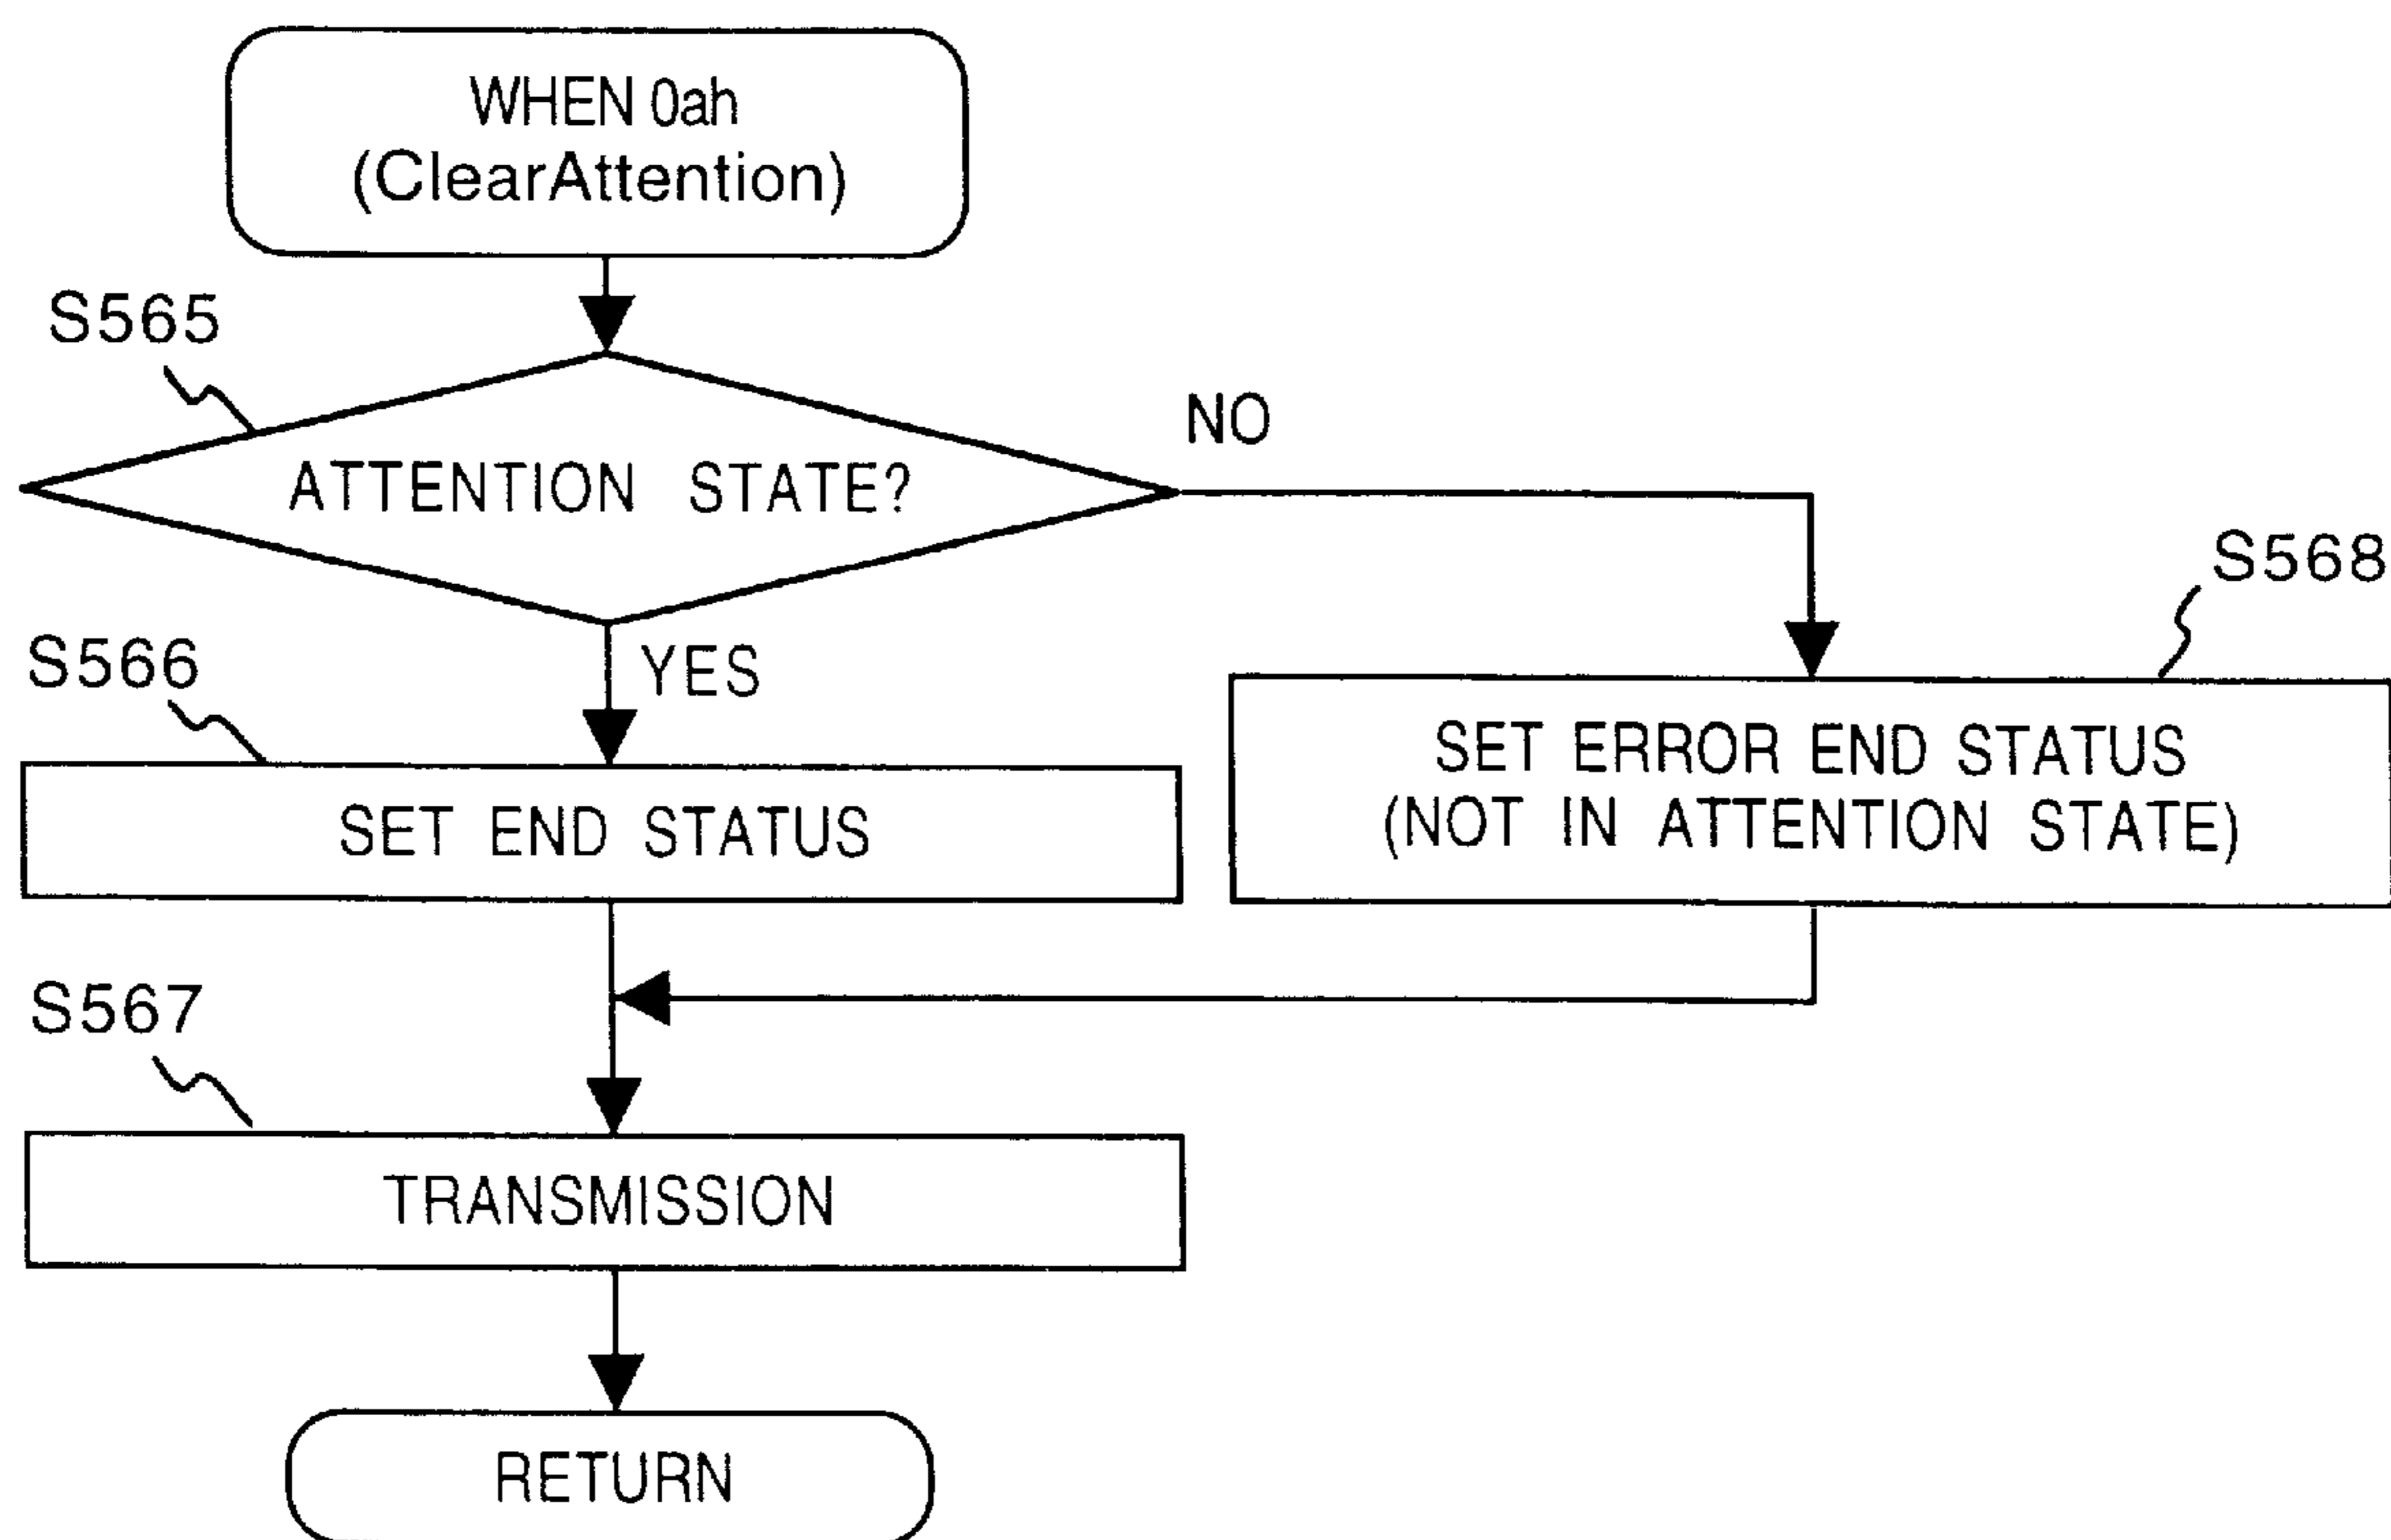 WHEN 0ah
(ClearAttention)
S565
ATTENTION STATE?
NO
S568
S566
YES
SET END STATUS
SET ERROR END STATUS
(NOT IN ATTENTION STATE)
S567
TRANSMISSION
RETURN